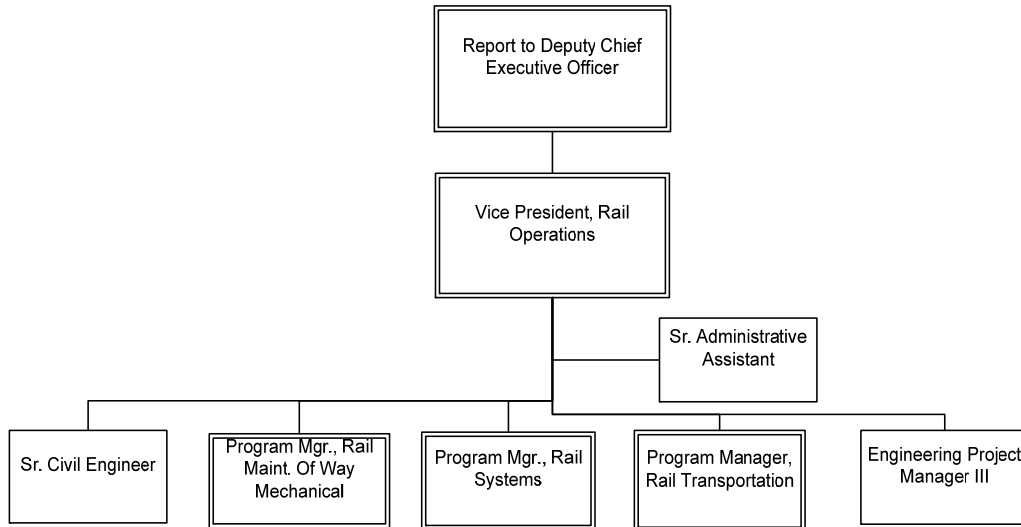 Report to Deputy Chief
Executive Officer
Vice President, Rail
Operations
Sr. Administrative
Assistant
Sr. Civil Engineer
Program Mgr., Rail
Maint. Of Way
Mechanical
Program Mgr., Rail
Systems
Program Manager,
Rail Transportation
Engineering Project
Manager III